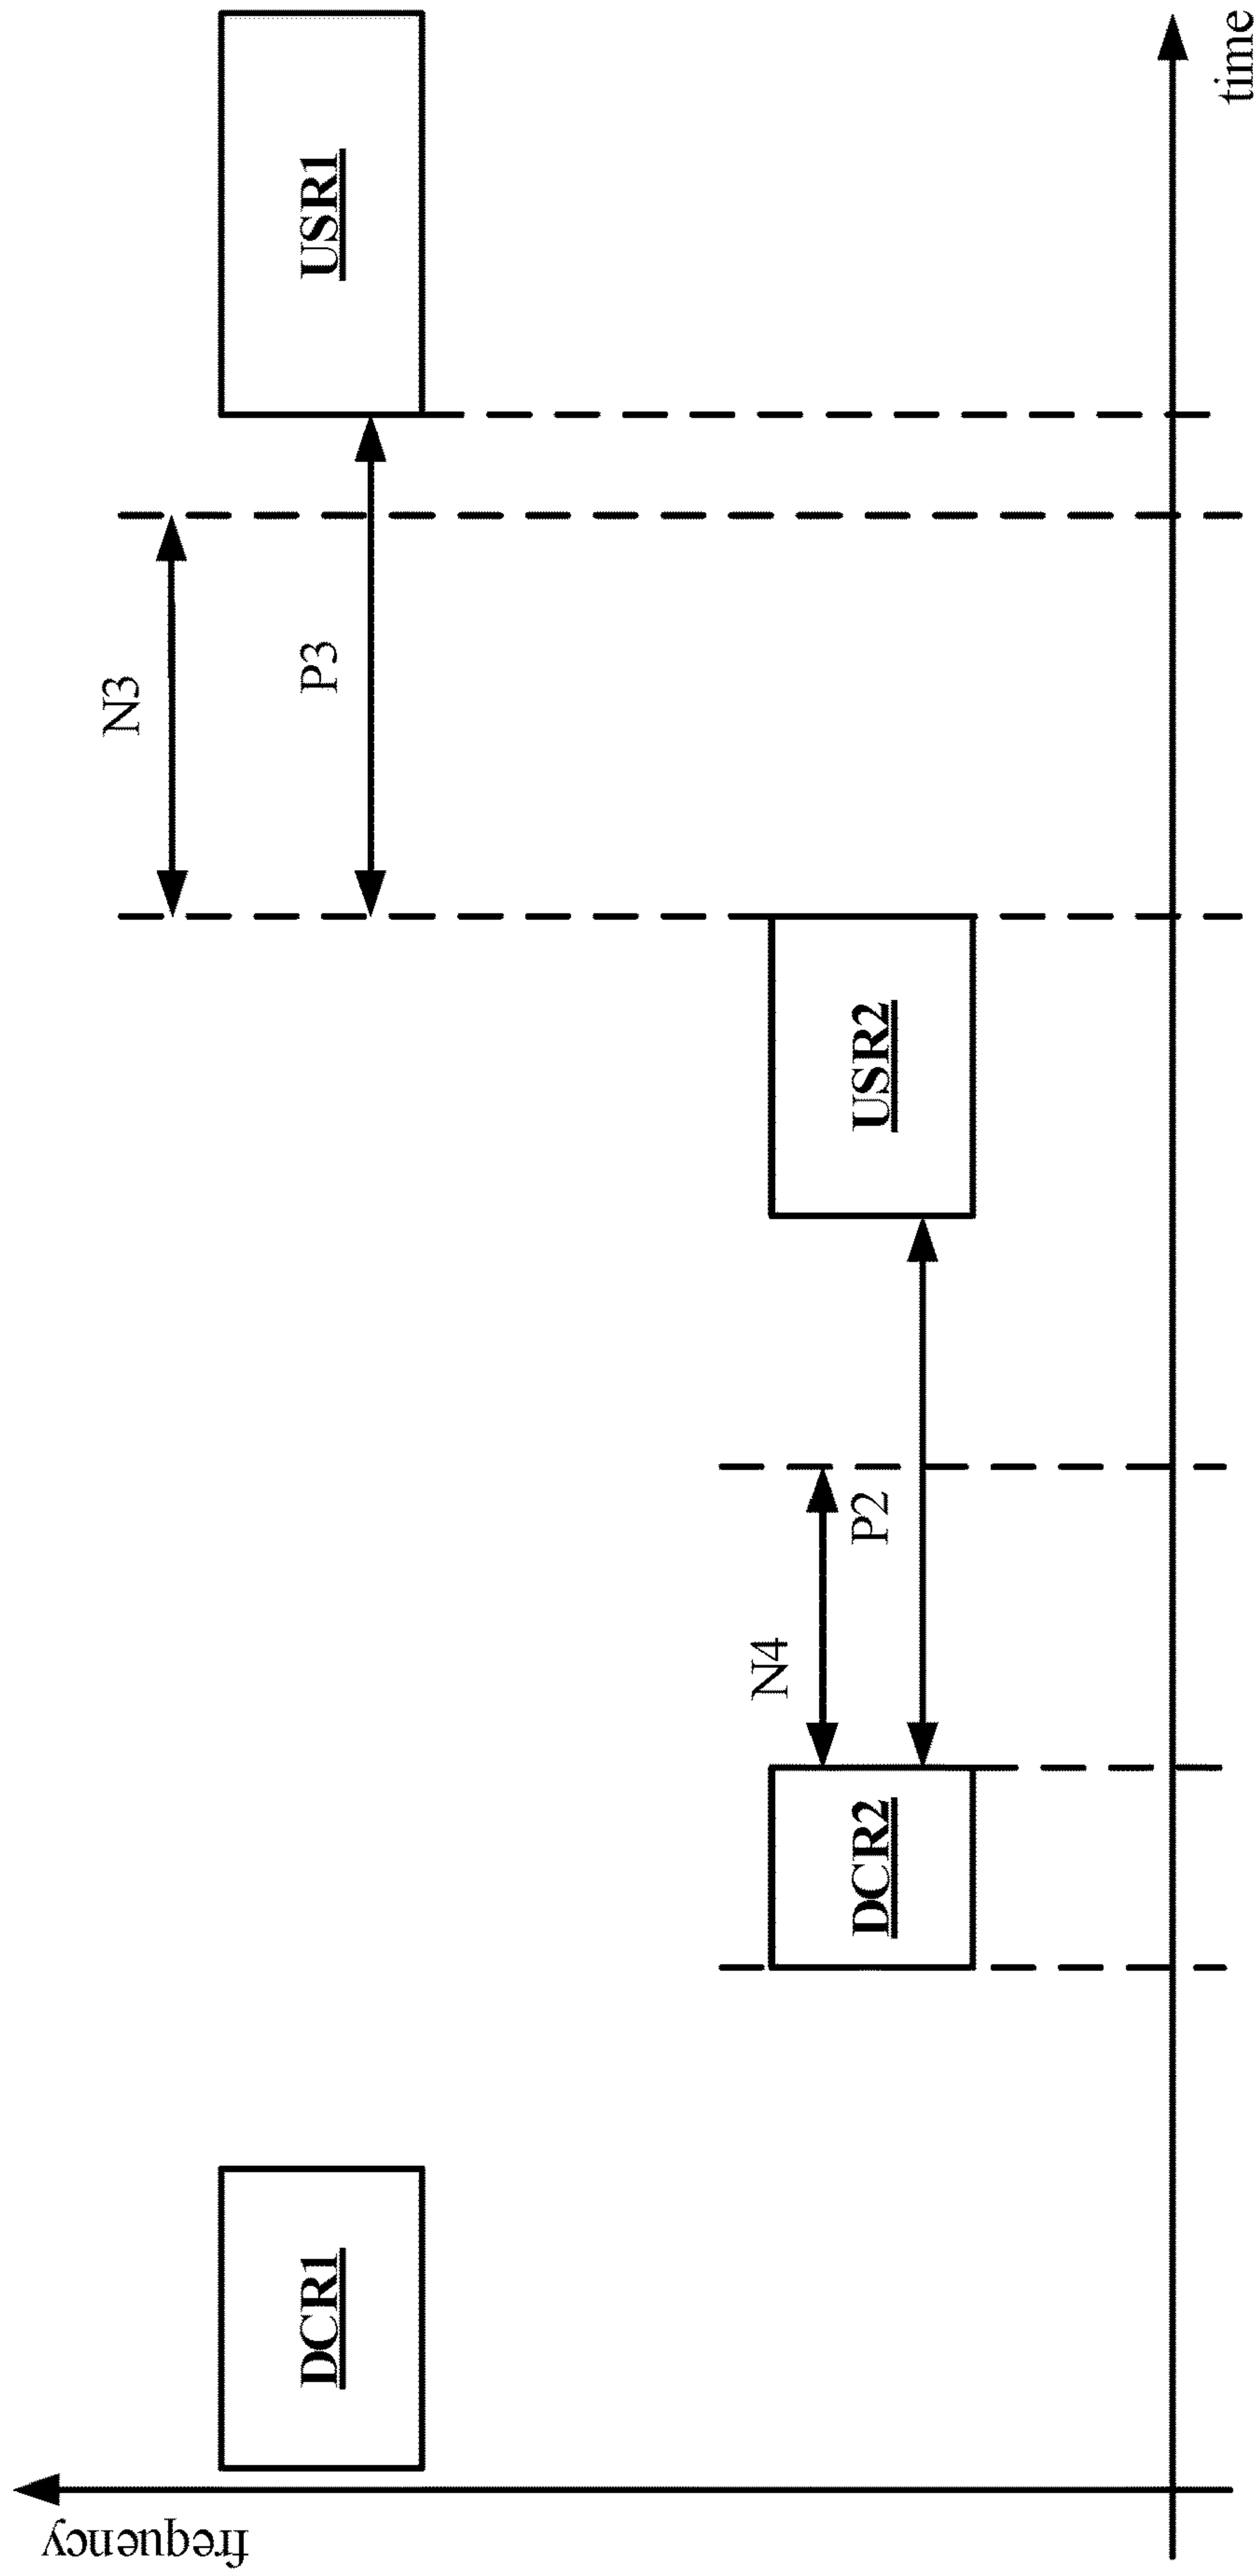 frequency
N3
P3
DCR1
USR1
N4
P2
DCR2
USR2
time